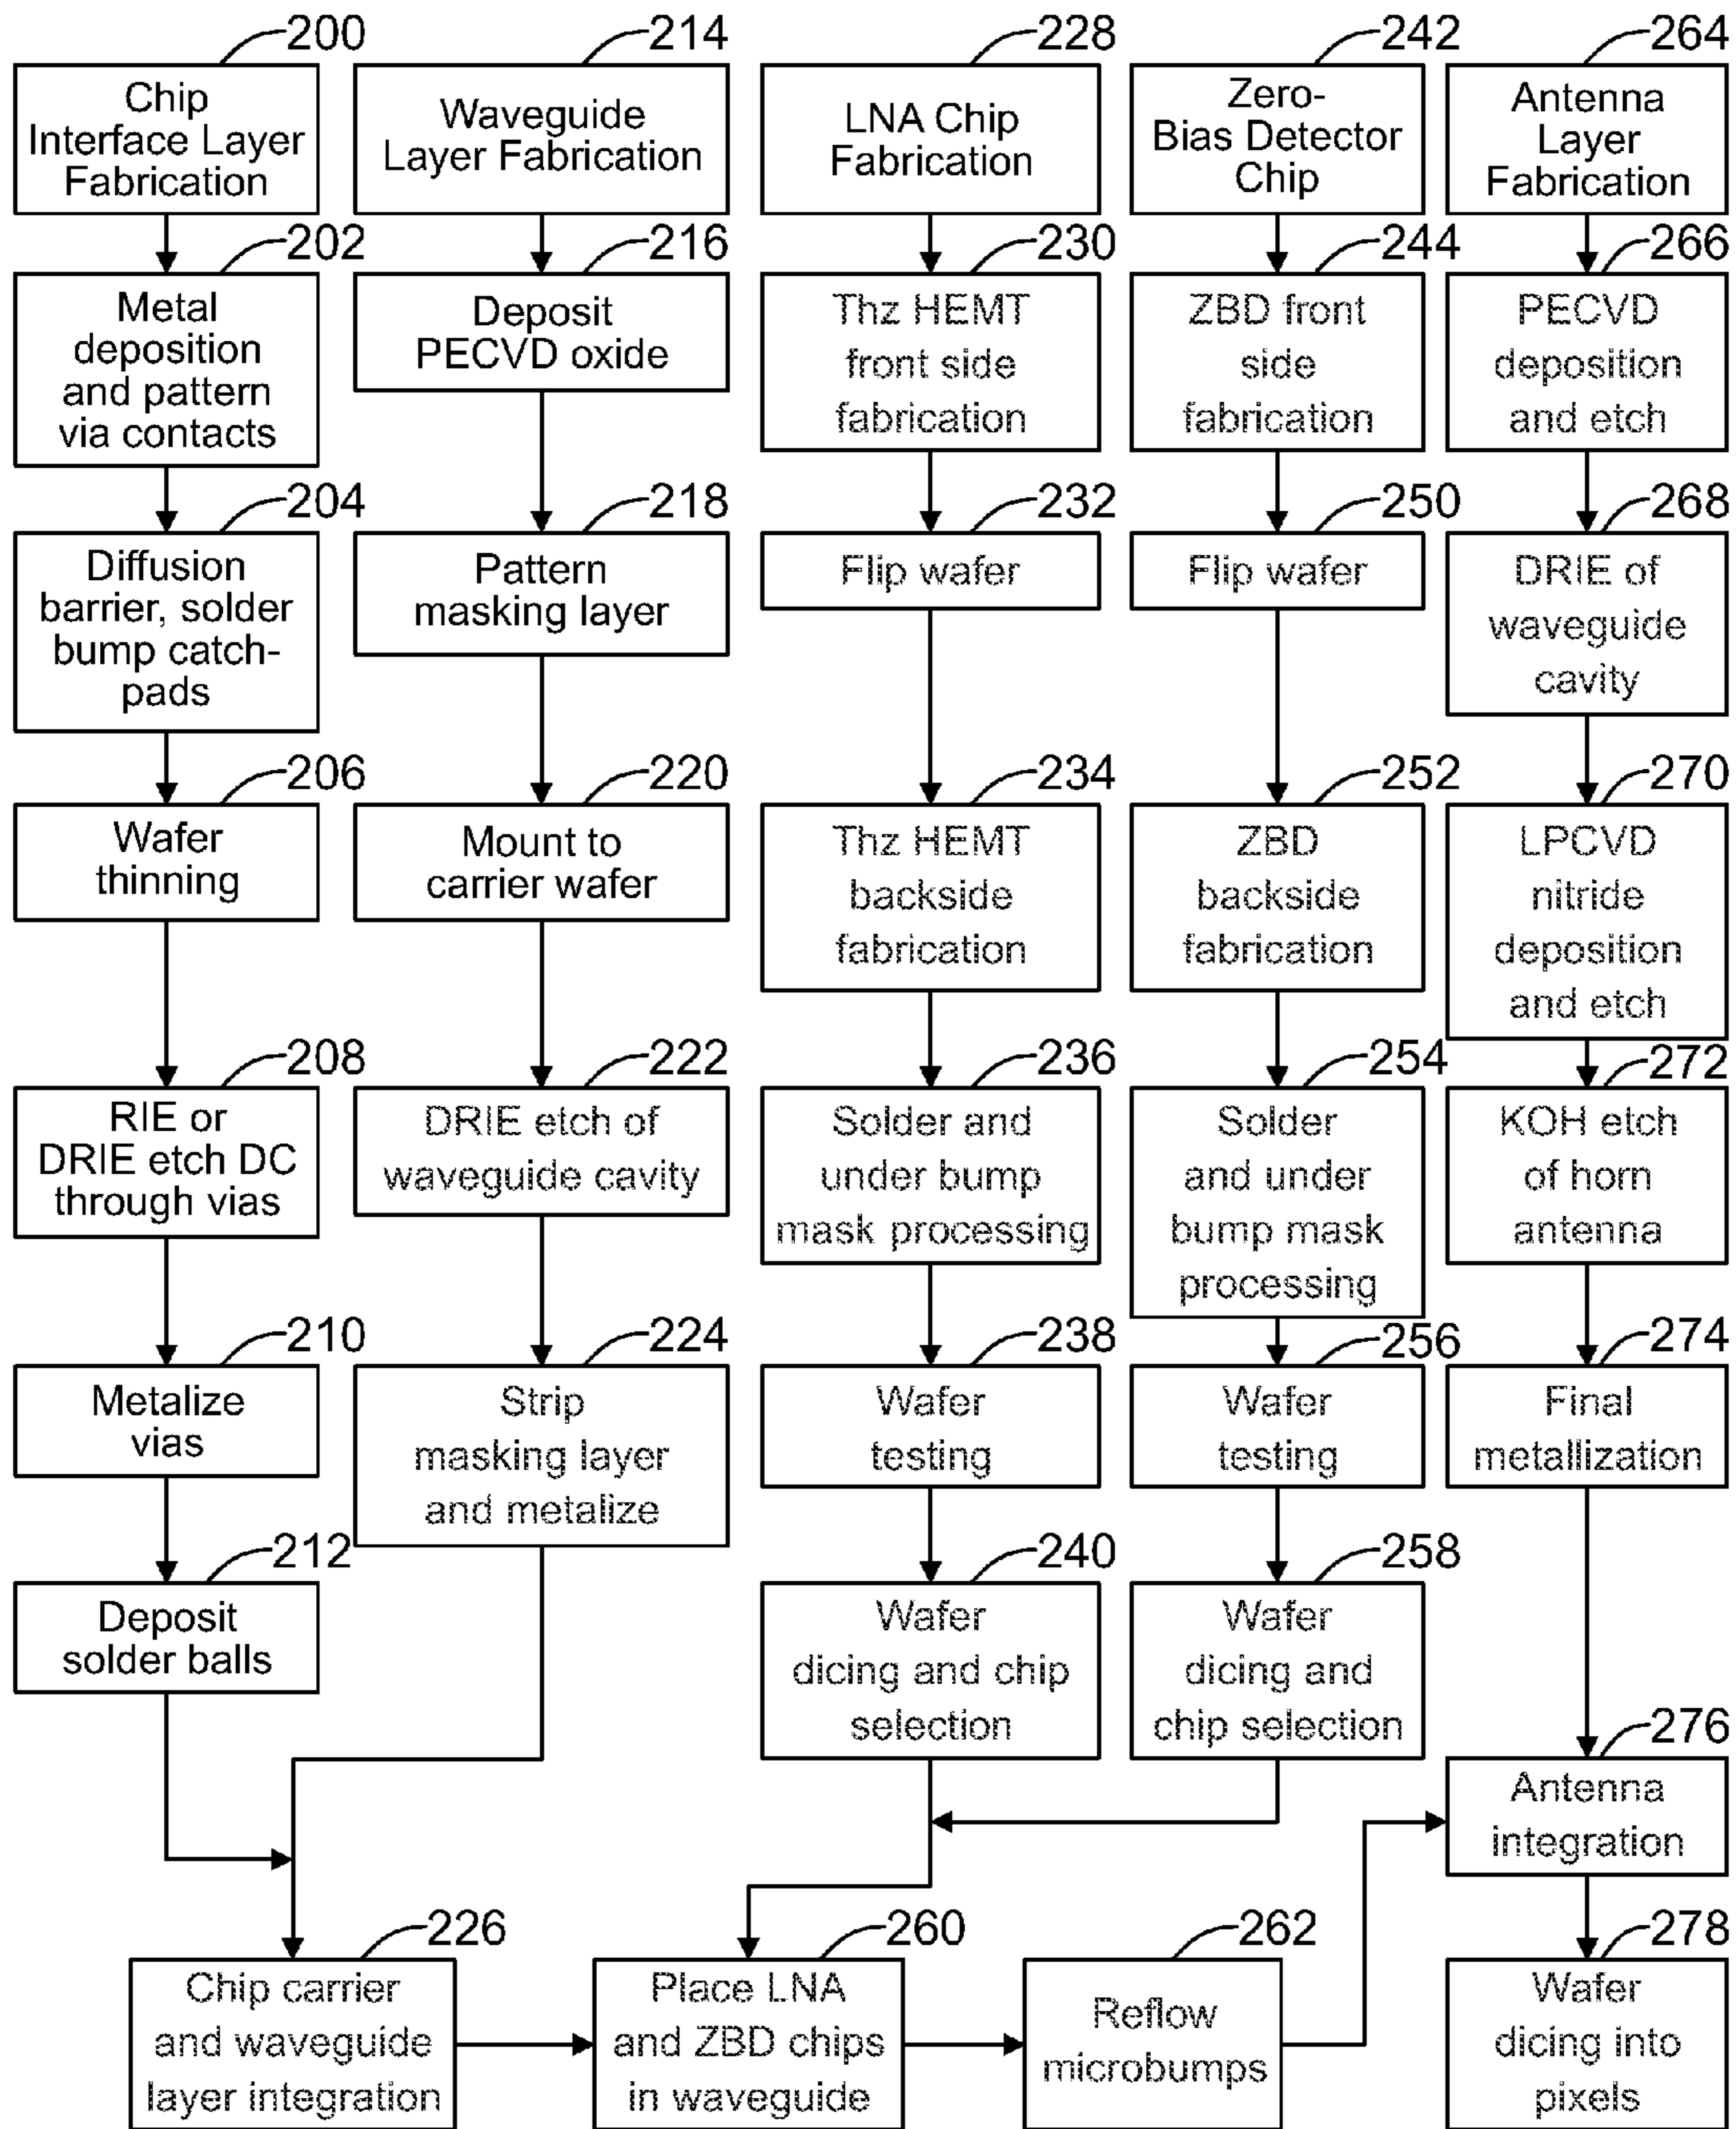 200
Chip
Interface Layer
Fabrication
202
Metal
deposition
and pattern
via contacts
204
Diffusion
barrier, solder
bump catch-
pads
206
Wafer
thinning
208
RIE or
DRIE etch DC
through vias
210
Metalize
vias
212
Deposit
solder balls
214
Waveguide
Layer Fabrication
216
Deposit
PECVD oxide
218
Pattern
masking layer
220
Mount to
carrier wafer
222
DRIE etch of
waveguide cavity
224
Strip
masking layer
and metalize
228
LNA Chip
Fabrication
230
Thz HEMT
front side
fabrication
232
Flip wafer
234
Thz HEMT
backside
fabrication
236
Solder and
under bump
mask processing
238
Wafer
testing
240
Wafer
dicing and chip
selection
242
Zero-
Bias Detector
Chip
244
ZBD front
side
fabrication
250
Flip wafer
252
ZBD
backside
fabrication
254
Solder
and under
bump mask
processing
256
Wafer
testing
258
Wafer
dicing and
chip selection
264
Antenna
Layer
Fabrication
266
PECVD
deposition
and etch
268
DRIE of
waveguide
cavity
270
LPCVD
nitride
deposition
and etch
272
KOH etch
of horn
antenna
274
Final
metallization
276
Antenna
integration
226
Chip carrier
and waveguide
layer integration
260
Place LNA
and ZBD chips
in waveguide
262
Reflow
microbumps
278
Wafer
dicing into
pixels